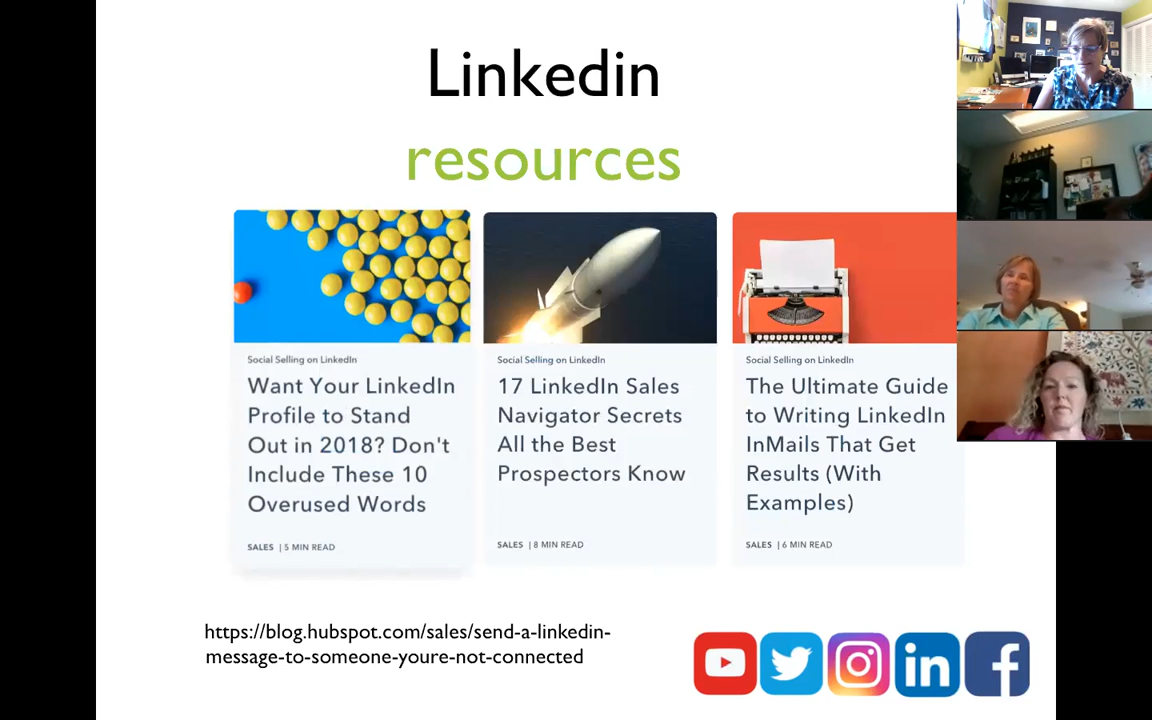 Linkedin
resources
Social Selling on LinkedIn
Want Your LinkedIn
Profile to Stand
Out in 2018? Don't
Include These 10
Overused Words
SALES | 5 MIN READ
Social Selling on LinkedIn
17 LinkedIn Sales
Navigator Secrets
All the Best
Prospectors Know
SALES | 8 MIN READ
Social Selling on LinkedIn
The Ultimate Guide
to Writing LinkedIn
InMails That Get
Results (With
Examples)
SALES | 6 MIN READ
https://blog.hubspot.com/sales/send-a-linkedin-
message-to-someone-youre-not-connected
in
f